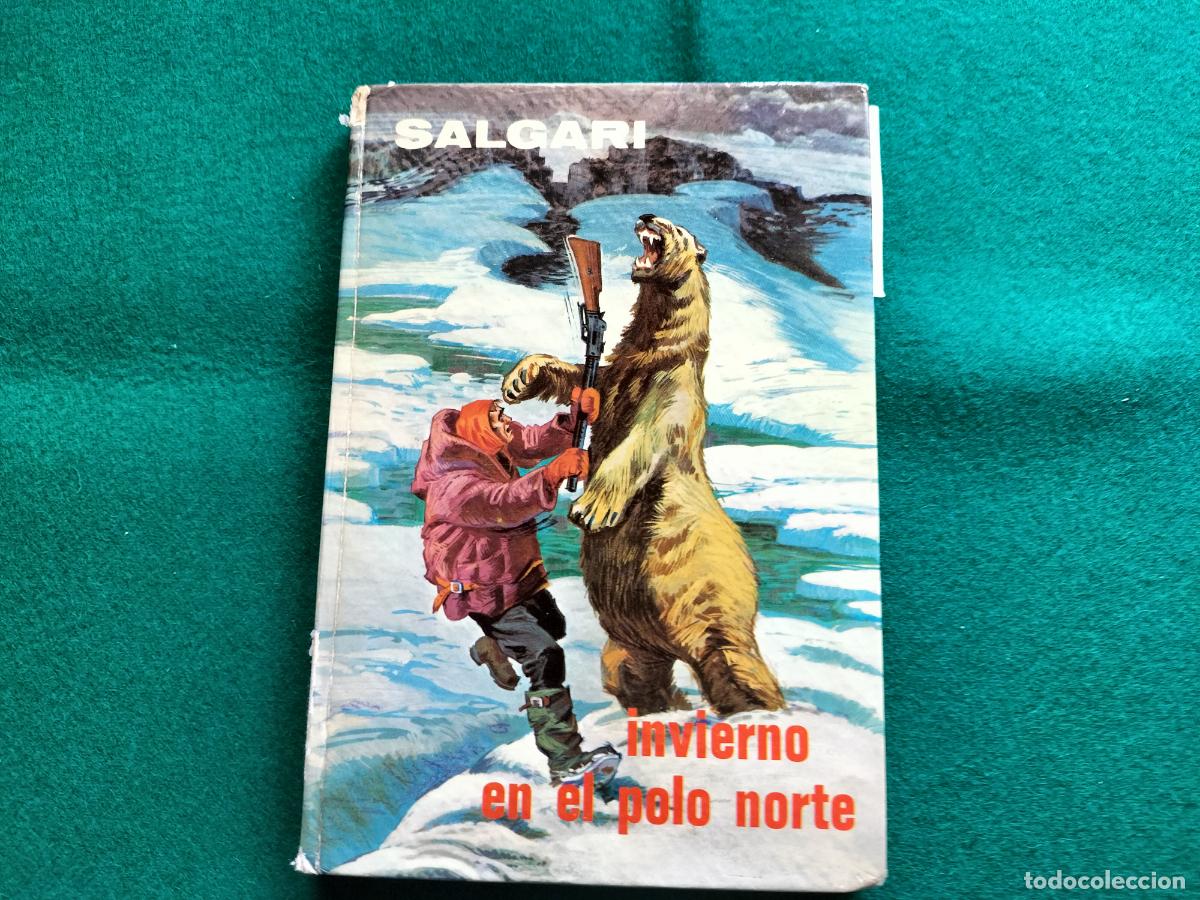 SALGARI
invierno
en el polo norte
todocoleccion